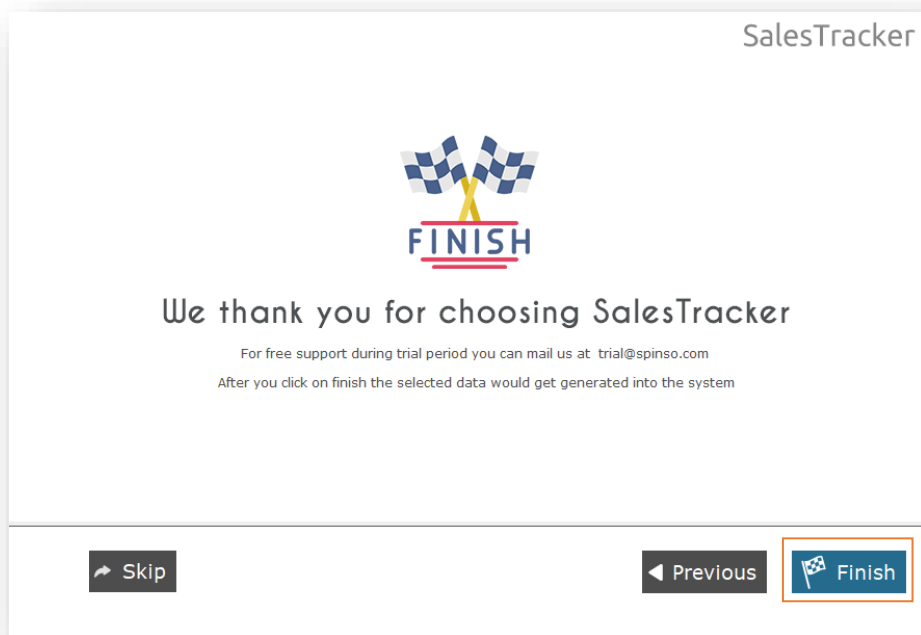 SalesTracker
FINISH
We thank you for choosing SalesTracker
For free support during trial period you can mail us at trial@spinso.com
After you click on finish the selected data would get generated into the system
Skip
Previous
Finish